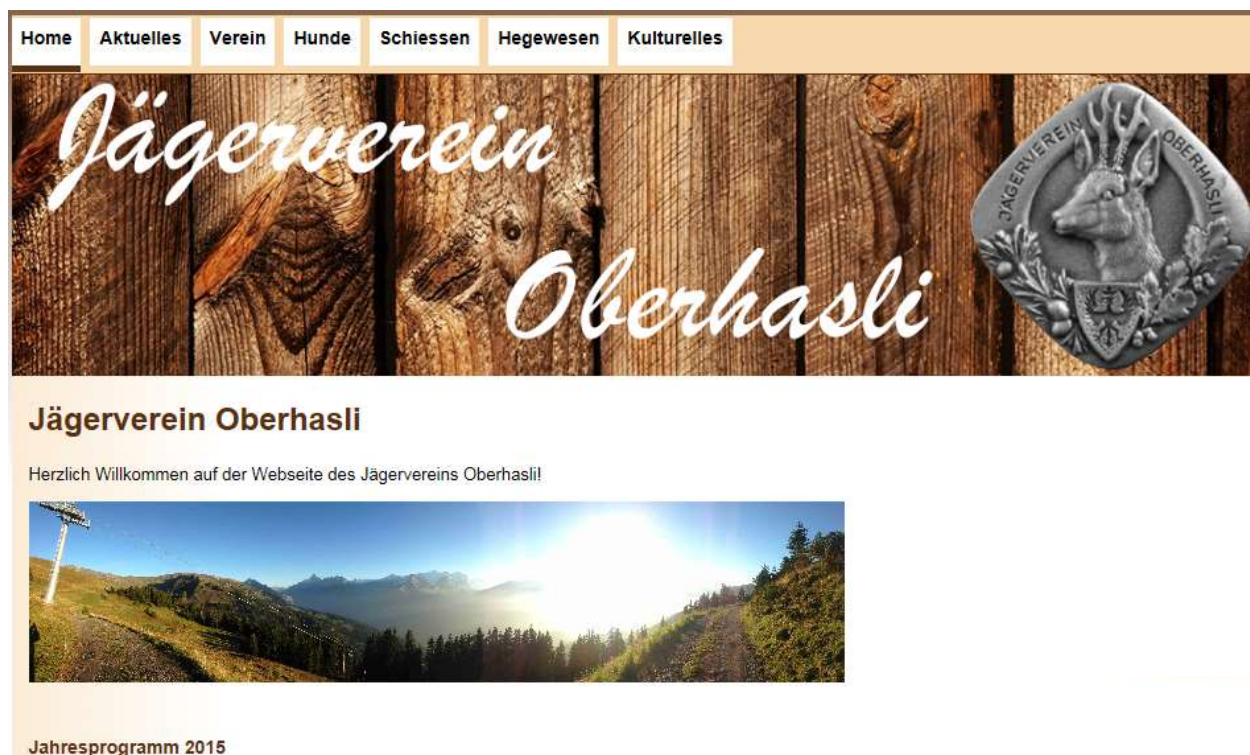 Home Aktuelles Verein Hunde Schiessen Hegewesen Kulturelles
Jägerverein
Oberhasli
JÄGERVEREIN OBERHASLI
Jägerverein Oberhasli
Herzlich Willkommen auf der Webseite des Jägervereins Oberhasli!
Jahresprogramm 2015